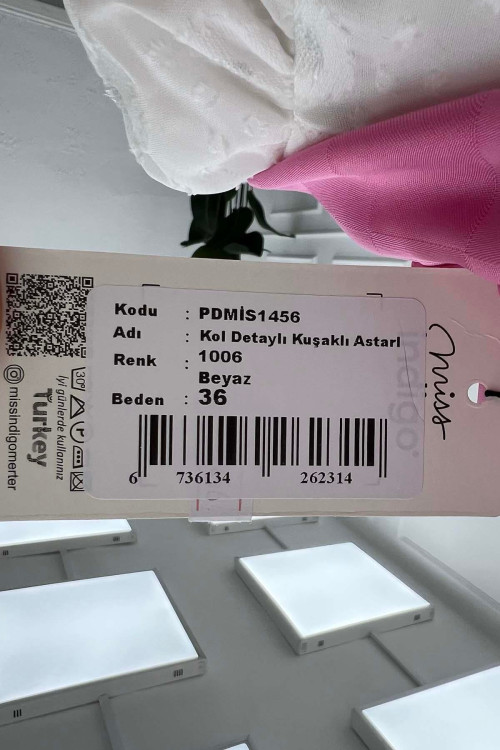 Kodu : PDMİS1456
Adı : Kol Detaylı Kuşaklı Astarl
Renk : 1006
Beyaz
Beden : 36
6 736134 262314
miss
indigo
30°
İyi günlerde kullanınız
Turkey
missindigomerter